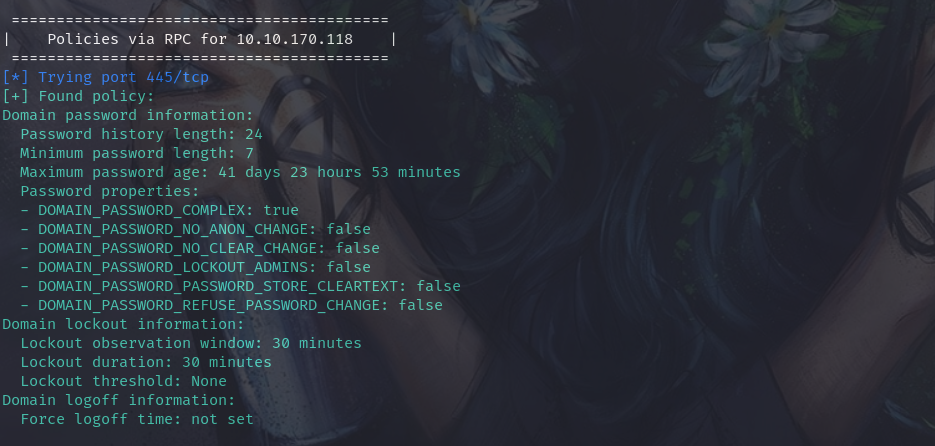 ==========================================
|    Policies via RPC for 10.10.170.118    |
==========================================
[*] Trying port 445/tcp
[+] Found policy:
Domain password information:
  Password history length: 24
  Minimum password length: 7
  Maximum password age: 41 days 23 hours 53 minutes
  Password properties:
  - DOMAIN_PASSWORD_COMPLEX: true
  - DOMAIN_PASSWORD_NO_ANON_CHANGE: false
  - DOMAIN_PASSWORD_NO_CLEAR_CHANGE: false
  - DOMAIN_PASSWORD_LOCKOUT_ADMINS: false
  - DOMAIN_PASSWORD_PASSWORD_STORE_CLEARTEXT: false
  - DOMAIN_PASSWORD_REFUSE_PASSWORD_CHANGE: false
Domain lockout information:
  Lockout observation window: 30 minutes
  Lockout duration: 30 minutes
  Lockout threshold: None
Domain logoff information:
  Force logoff time: not set